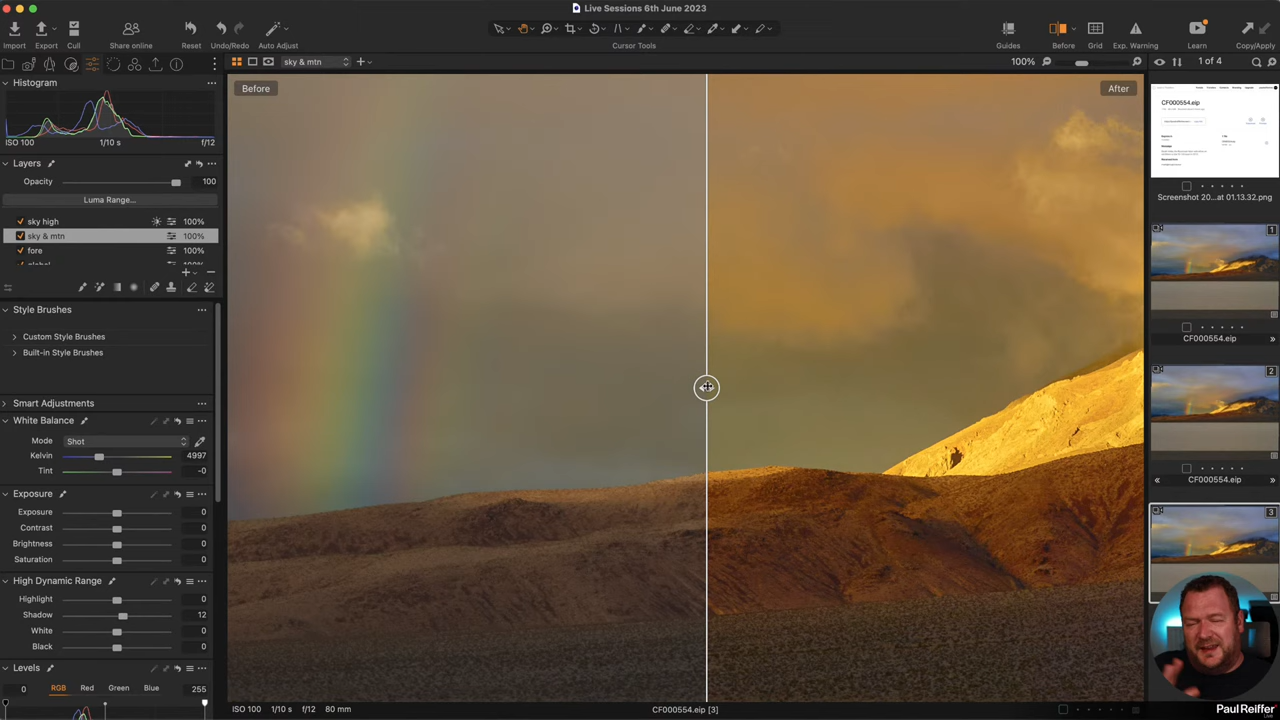 Live Sessions 6th June 2023
Import Export Cull Share online Reset Undo/Redo Auto Adjust Cursor Tools Guides Before Grid Exp. Warning Learn Copy/Apply
sky & mtn 100% 1 of 4
Histogram
ISO 100 1/10 s f/12
Layers
Opacity 100
Luma Range...
sky high 100%
sky & mtn 100%
fore 100%
Style Brushes
Custom Style Brushes
Built-in Style Brushes
Smart Adjustments
White Balance
Mode Shot
Kelvin 4997
Tint -0
Exposure
Exposure 0
Contrast 0
Brightness 0
Saturation 0
High Dynamic Range
Highlight 0
Shadow 12
White 0
Black 0
Levels
0 RGB Red Green Blue 255
Before
After
ISO 100 1/10 s f/12 80 mm CF000554.eip [3]
CF000554.eip
Screenshot 20...at 01.13.32.png
1
CF000554.eip
2
CF000554.eip
3
Paul Reiffer
Live